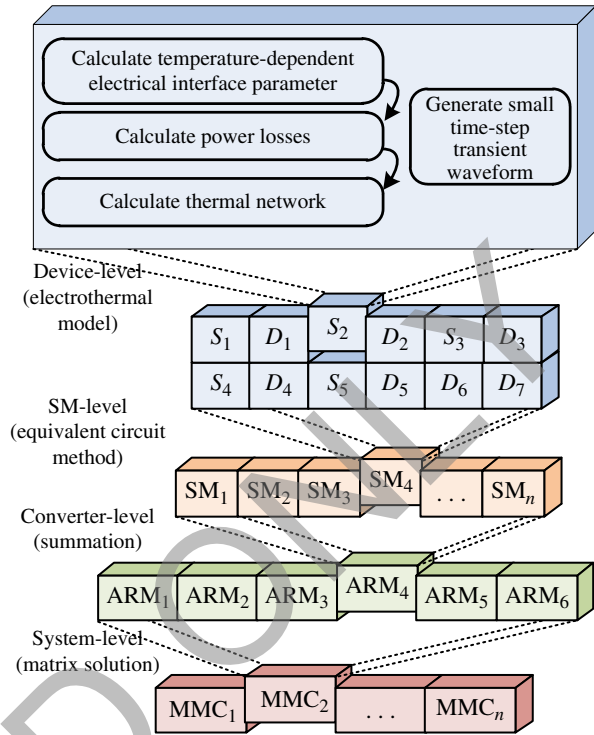 Calculate temperature-dependent
electrical interface parameter
Calculate power losses
Calculate thermal network
Generate small
time-step
transient
waveform
Device-level
(electrothermal
model)
S1 D1 S2 D2 S3 D3
S4 D4 S5 D5 D6 D7
SM-level
(equivalent circuit
method)
SM1 SM2 SM3 SM4 ... SMn
Converter-level
(summation)
ARM1 ARM2 ARM3 ARM4 ARM5 ARM6
System-level
(matrix solution)
MMC1 MMC2 ... MMCn
D ONLY